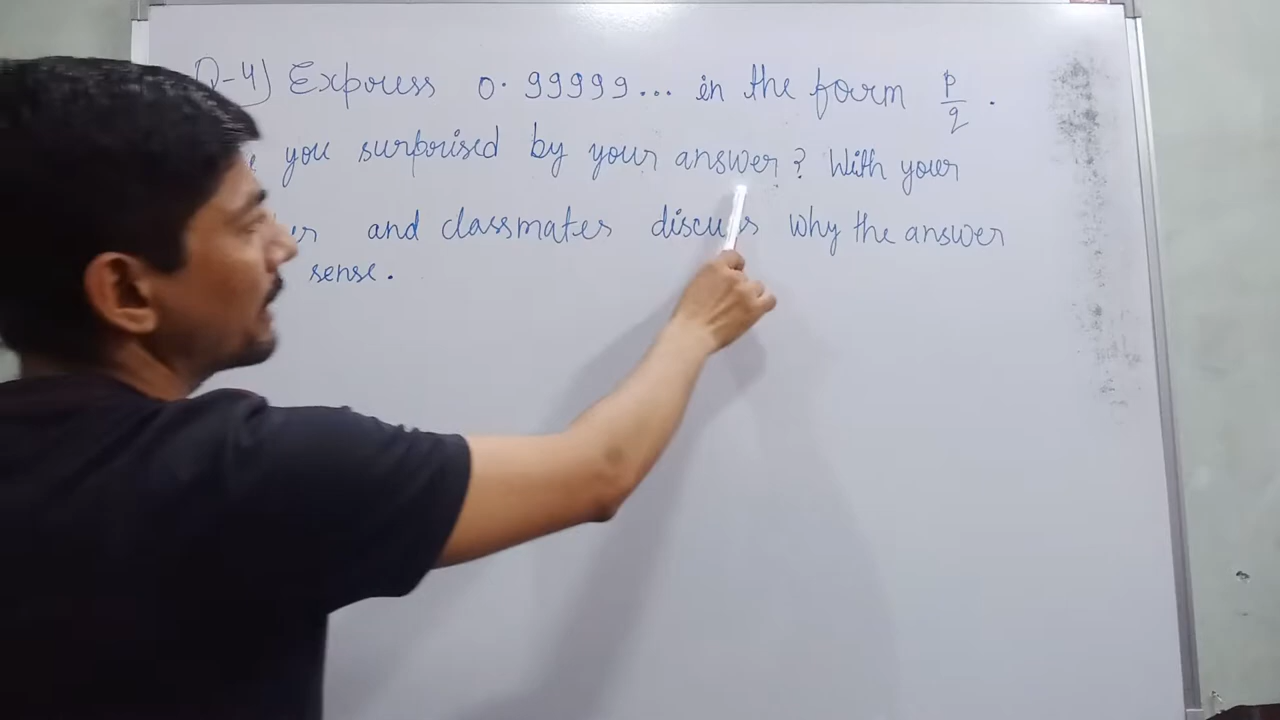 Q-4) Express 0.99999... in the form p/q.
you surprised by your answer? With your
and classmates discuss why the answer
sense.